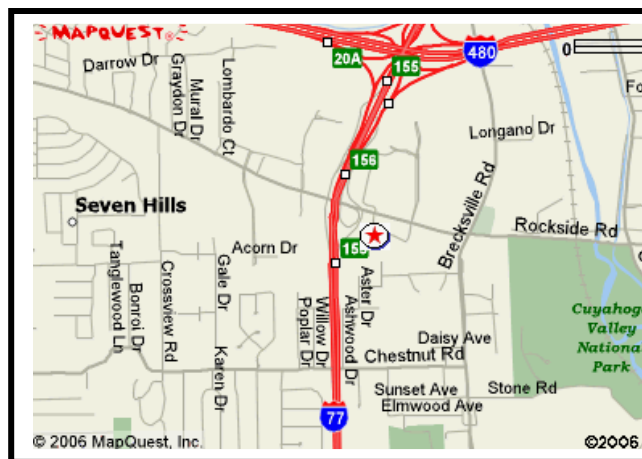 MAPQUEST
20A
155
480
0
Darrow Dr
Graydon Dr
Mural Dr
Lombardo Ct
Longano Dr
156
Brecksville Rd
Seven Hills
Rockside Rd
Acorn Dr
Tanglewood Ln
Bonroi Dr
Crossview Rd
Gale Dr
Aster Dr
Willow Dr
Poplar Dr
Ashwood Dr
Karen Dr
Daisy Ave
Chestnut Rd
Cuyahog
Valley
Nationa
Park
Sunset Ave
Stone Rd
Elmwood Ave
77
© 2006 MapQuest, Inc.
©2006